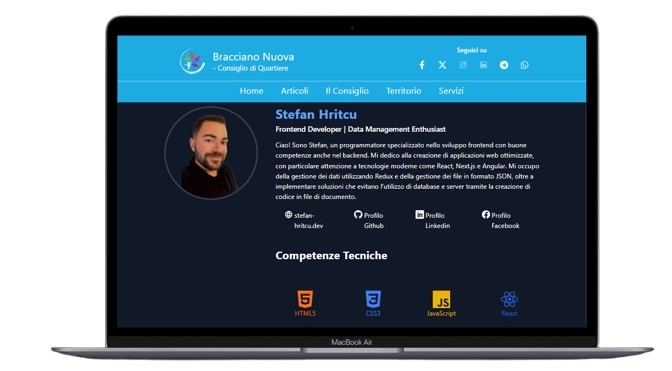 Bracciano Nuova
- Consiglio di Quartiere
Seguici su
Home Articoli Il Consiglio Territorio Servizi
Stefan Hritcu
Frontend Developer | Data Management Enthusiast
Ciao! Sono Stefan, un programmatore specializzato nello sviluppo frontend con buone
competenze anche nel backend. Mi dedico alla creazione di applicazioni web ottimizzate,
con particolare attenzione a tecnologie moderne come React, Next.js e Angular. Mi occupo
della gestione dei dati utilizzando Redux e della gestione dei file in formato JSON, oltre a
implementare soluzioni che evitano l'utilizzo di database e server tramite la creazione di
codice in file di documento.
stefan-
hritcu.dev
Profilo
Github
Profilo
Linkedin
Profilo
Facebook
Competenze Tecniche
HTML5 CSS3 JavaScript React
MacBook Air